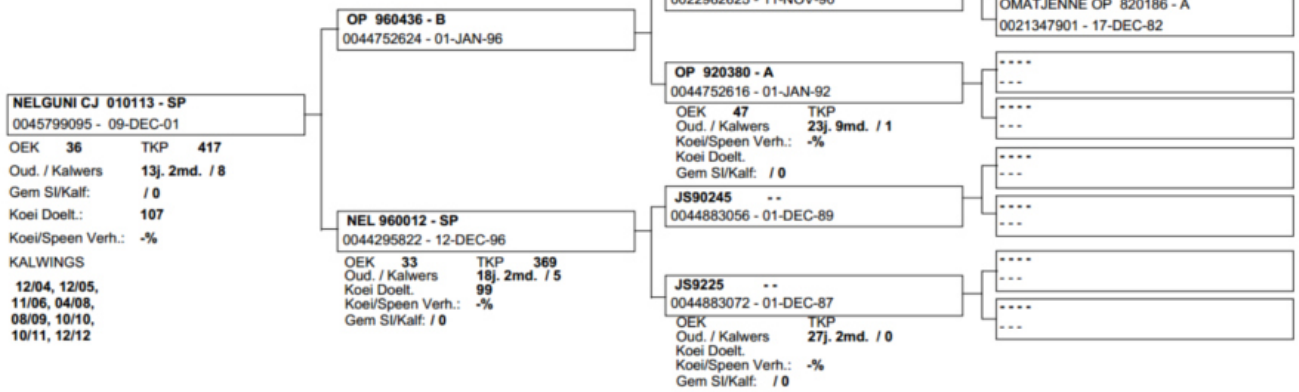 NELGUNI CJ 010113 - SP
0045799095 - 09-DEC-01
OEK 36 TKP 417
Oud. / Kalwers 13j. 2md. / 8
Gem SI/Kalf: / 0
Koei Doelt.: 107
Koei/Speen Verh.: -%
KALWINGS
12/04, 12/05,
11/06, 04/08,
08/09, 10/10,
10/11, 12/12
OP 960436 - B
0044752624 - 01-JAN-96
NEL 960012 - SP
0044295822 - 12-DEC-96
OEK 33 TKP 369
Oud. / Kalwers 18j. 2md. / 5
Koei Doelt. 99
Koei/Speen Verh.: -%
Gem SI/Kalf: / 0
OP 920380 - A
0044752616 - 01-JAN-92
OEK 47 TKP
Oud. / Kalwers 23j. 9md. / 1
Koei/Speen Verh.: -%
Koei Doelt.
Gem SI/Kalf: / 0
JS90245 - -
0044883056 - 01-DEC-89
JS9225 - -
0044883072 - 01-DEC-87
OEK TKP
Oud. / Kalwers 27j. 2md. / 0
Koei Doelt.
Koei/Speen Verh.: -%
Gem SI/Kalf: / 0
OMATJENNE OP 820186 - A
0021347901 - 17-DEC-82
- - - -
- - -
- - - -
- - -
- - - -
- - -
- - - -
- - -
- - - -
- - -
- - - -
- - -